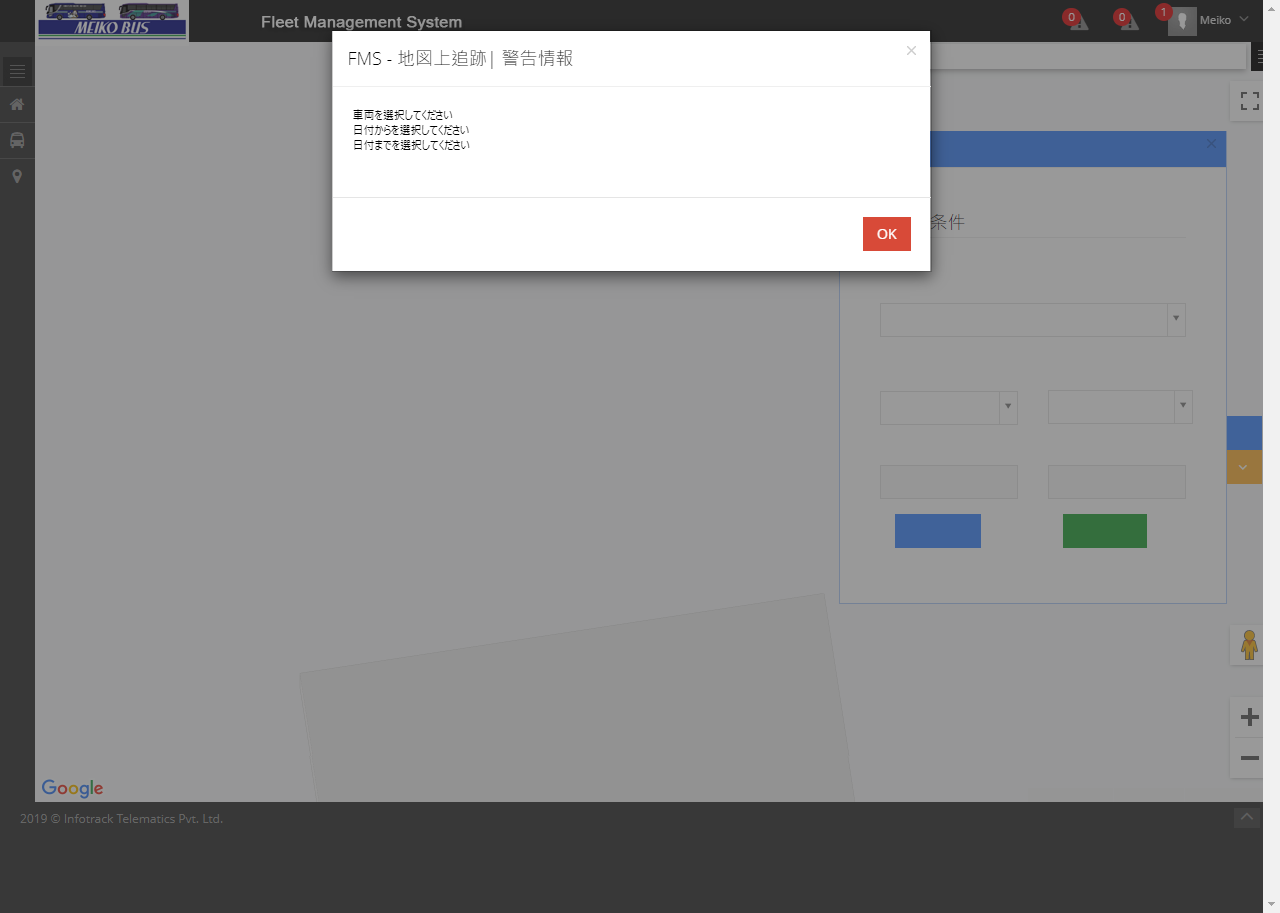 MEIKO BUS
Fleet Management System
0
0
1
Meiko
FMS - 地図上追跡| 警告情報
×
車両を選択してください
日付からを選択してください
日付までを選択してください
OK
条件
Google
2019 © Infotrack Telematics Pvt. Ltd.